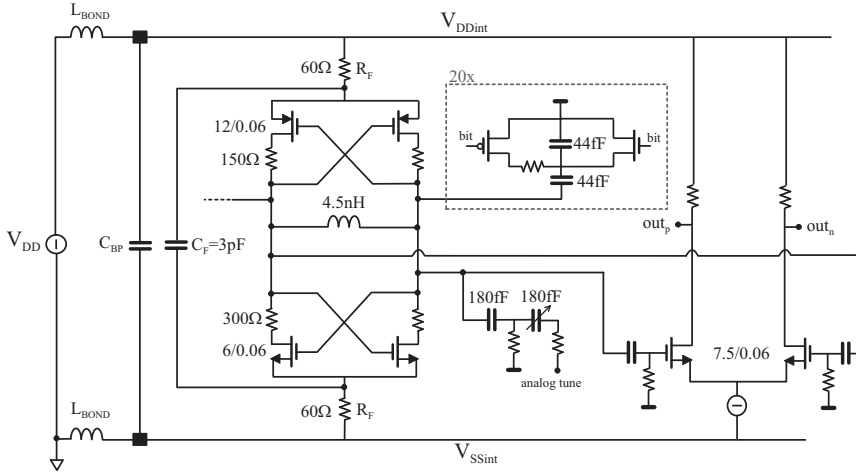 L_BOND
V_DDint
60Ω R_F
20x
12/0.06
bit
44fF
bit
150Ω
44fF
4.5nH
out_p
out_n
V_DD
C_BP
C_F=3pF
180fF 180fF
300Ω
6/0.06
7.5/0.06
analog tune
L_BOND
60Ω R_F
V_SSint